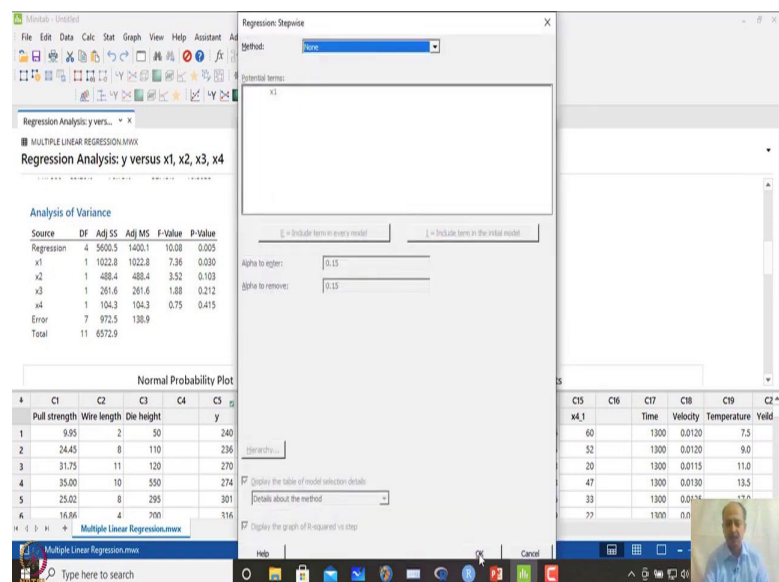 Minitab - Untitled
File Edit Data Calc Stat Graph View Help Assistant
Regression Analysis: y vers...
MULTIPLE LINEAR REGRESSION.MWX
Regression Analysis: y versus x1, x2, x3, x4
Analysis of Variance
Source DF Adj SS Adj MS F-Value P-Value
Regression 4 5600.5 1400.1 10.08 0.005
x1 1 1022.8 1022.8 7.36 0.030
x2 1 488.4 488.4 3.52 0.103
x3 1 261.6 261.6 1.88 0.212
x4 1 104.3 104.3 0.75 0.415
Error 7 972.5 138.9
Total 11 6572.9
Normal Probability Plot
Regression: Stepwise
Method: None
Potential terms:
x1
E = Include term in every model
I = Include term in the initial model
Alpha to enter: 0.15
Alpha to remove: 0.15
Hierarchy...
Display the table of model selection details
Details about the method
Display the graph of R-squared vs step
Help OK Cancel
C1 C2 C3 C4 C5 C15 C16 C17 C18 C19
Pull strength Wire length Die height y x4_1 Time Velocity Temperature Yeild
1 9.95 2 50 240 60 1300 0.0120 7.5
2 24.45 8 110 236 52 1300 0.0120 9.0
3 31.75 11 120 270 20 1300 0.0115 11.0
4 35.00 10 550 274 47 1300 0.0130 13.5
5 25.02 8 295 301 33 1300
6 16.86 4 200 316 22 1300
Multiple Linear Regression.mwx
Multiple Linear Regression.mwx
Type here to search